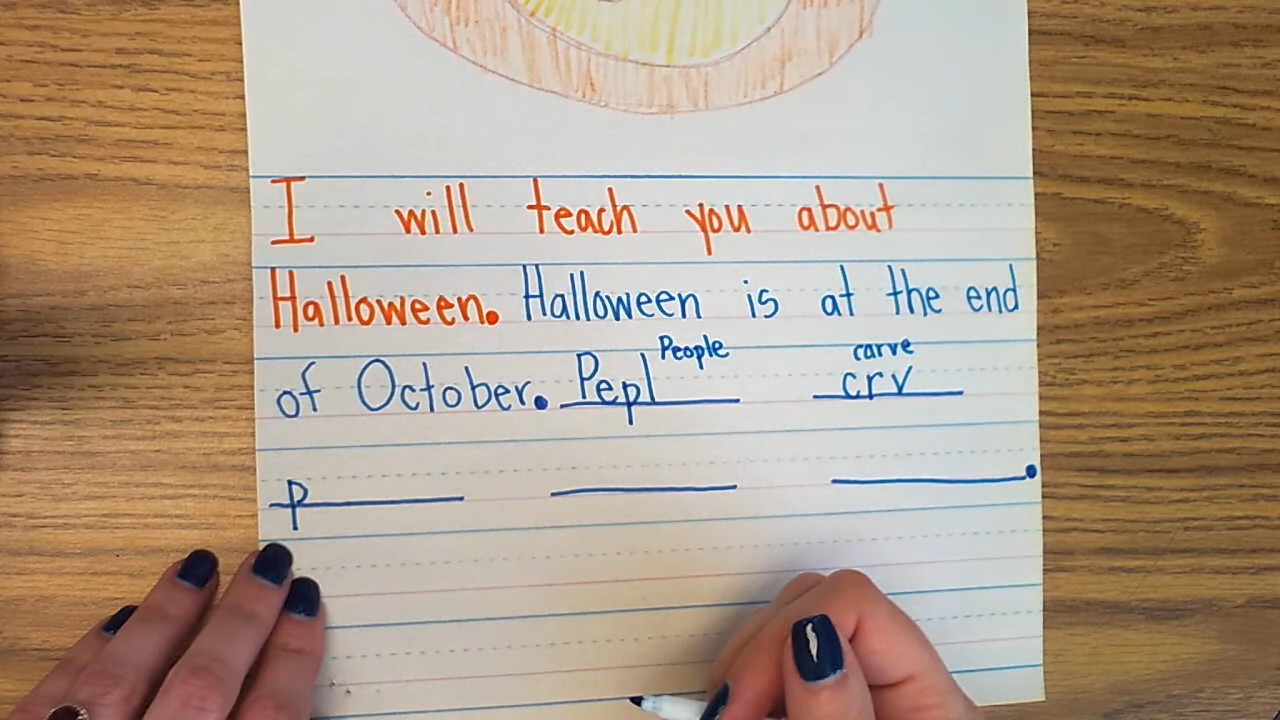 I will teach you about
Halloween. Halloween is at the end
People carve
of October. Pepl crv
p .